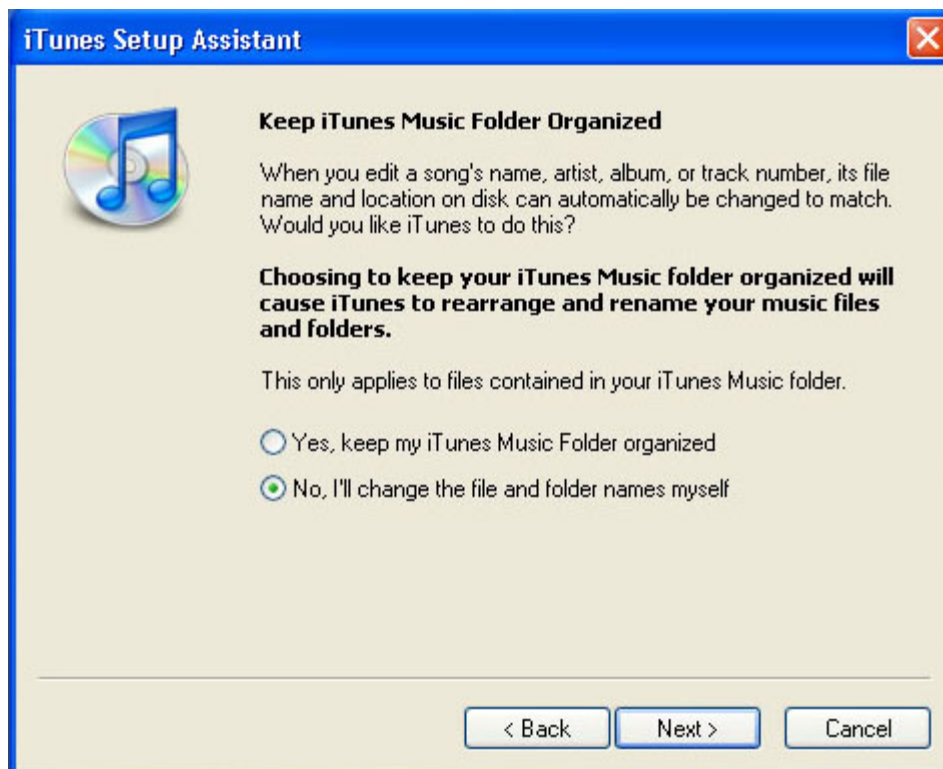 iTunes Setup Assistant
Keep iTunes Music Folder Organized
When you edit a song's name, artist, album, or track number, its file
name and location on disk can automatically be changed to match.
Would you like iTunes to do this?
Choosing to keep your iTunes Music folder organized will
cause iTunes to rearrange and rename your music files
and folders.
This only applies to files contained in your iTunes Music folder.
Yes, keep my iTunes Music Folder organized
No, I'll change the file and folder names myself
< Back
Next >
Cancel